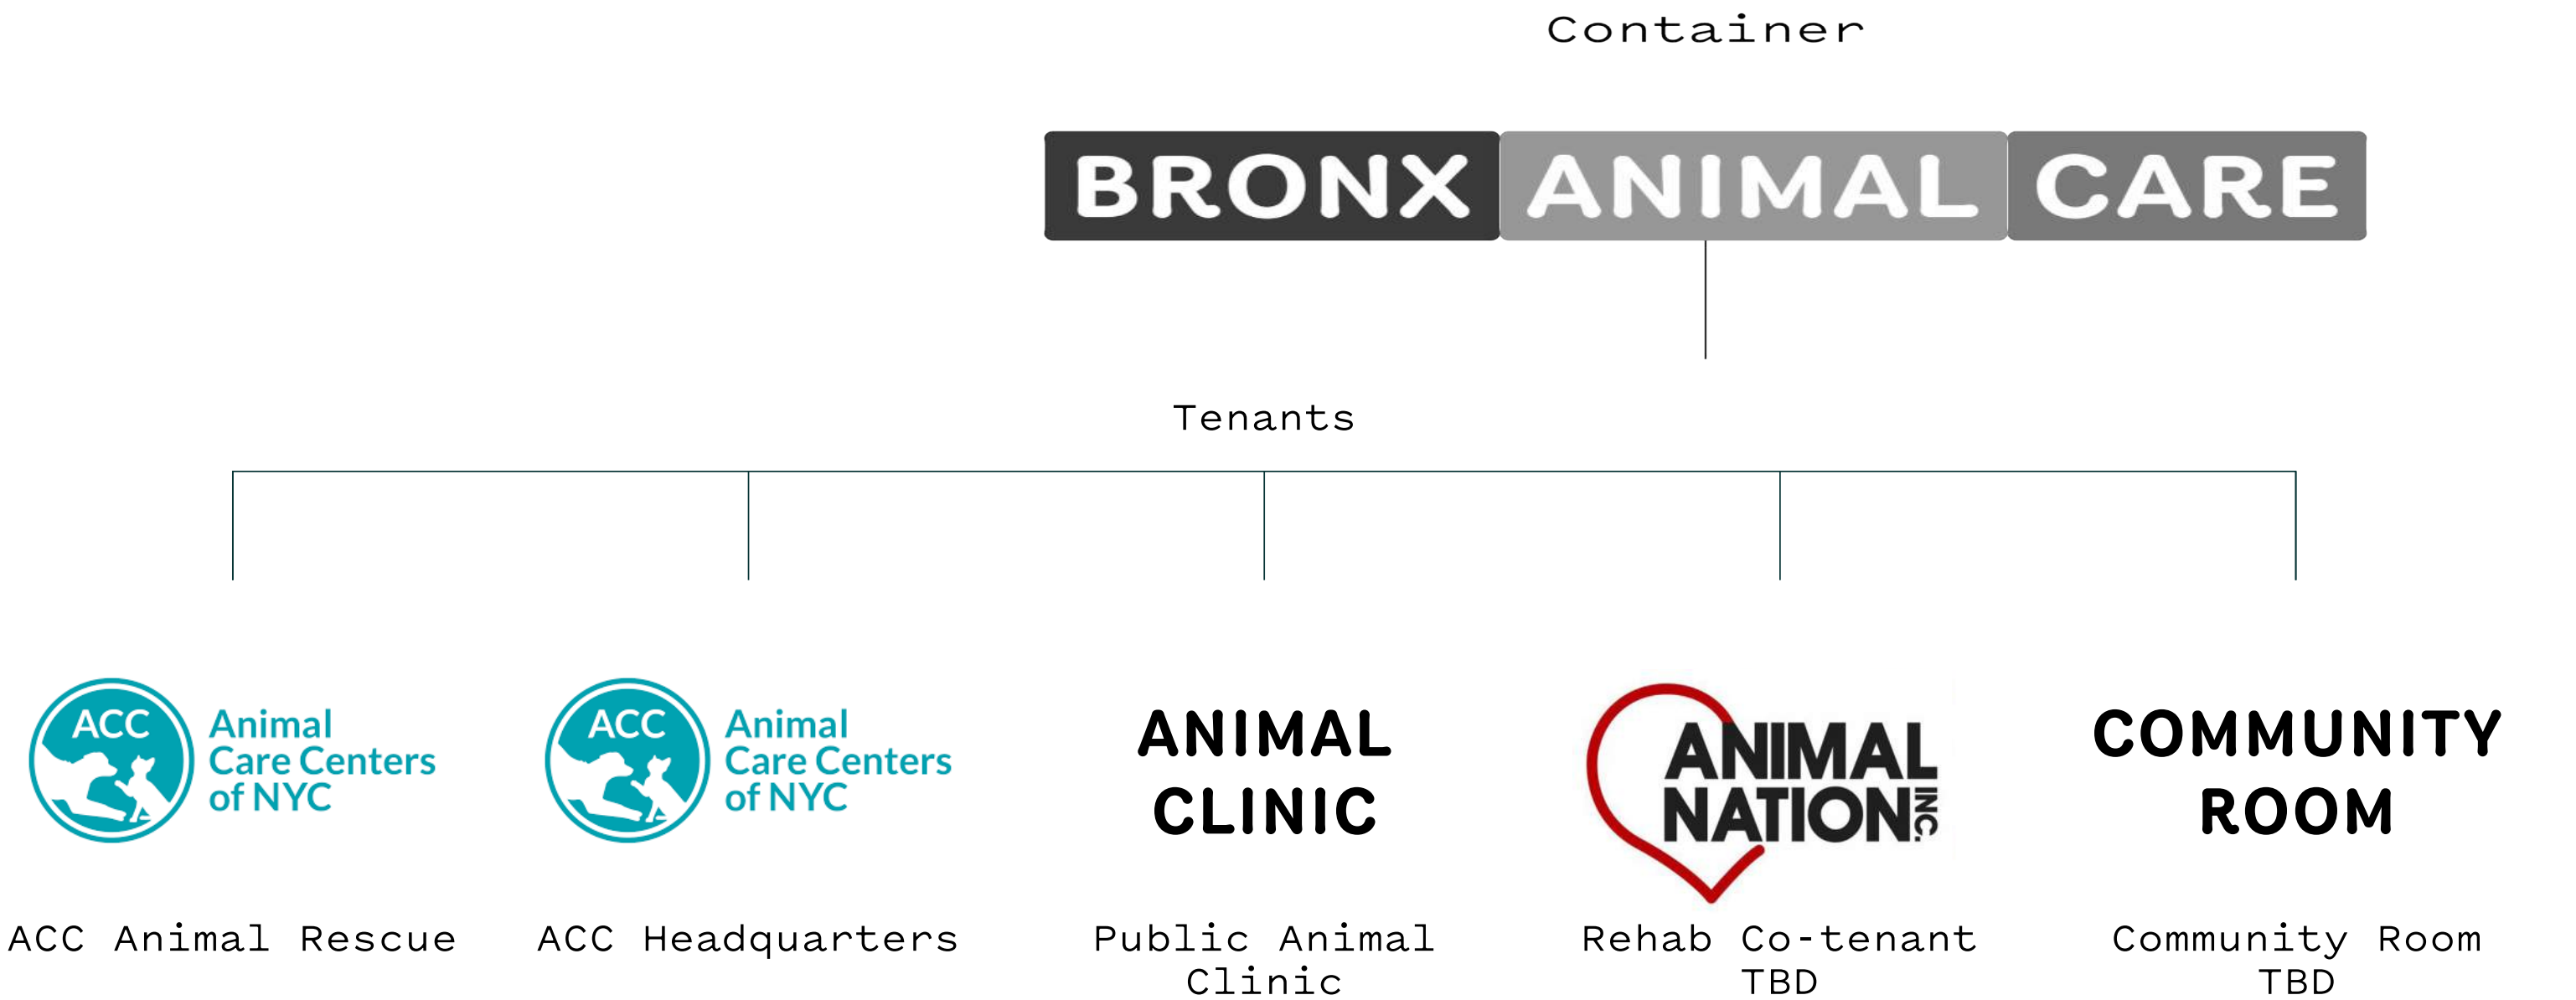 Container
BRONX ANIMAL CARE
Tenants
ACC
Animal
Care Centers
of NYC
ACC
Animal
Care Centers
of NYC
ANIMAL
CLINIC
ANIMAL
NATION INC.
COMMUNITY
ROOM
ACC Animal Rescue
ACC Headquarters
Public Animal
Clinic
Rehab Co-tenant
TBD
Community Room
TBD